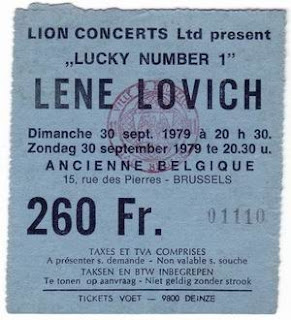 LION CONCERTS Ltd present
„LUCKY NUMBER 1"
LENE LOVICH
Dimanche 30 sept. 1979 à 20 h 30.
Zondag 30 september 1979 te 20.30 u.
ANCIENNE BELGIQUE
15, rue des Pierres - BRUSSELS
260 Fr.
01110
TAXES ET TVA COMPRISES
A présenter s. demande - Non valable s. souche
TAKSEN EN BTW INBEGREPEN
Te tonen op aanvraag - Niet geldig zonder strook
TICKETS VOET — 9800 DEINZE